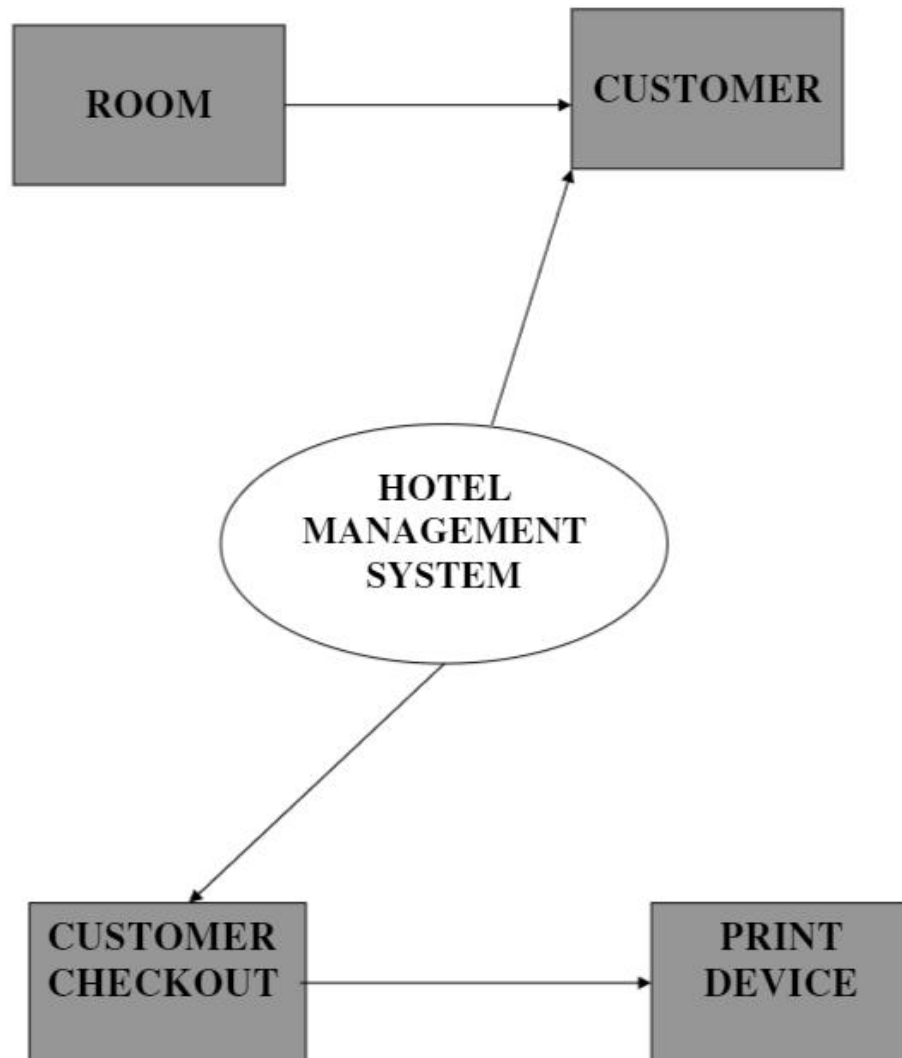 ROOM
CUSTOMER
HOTEL
MANAGEMENT
SYSTEM
CUSTOMER
CHECKOUT
PRINT
DEVICE